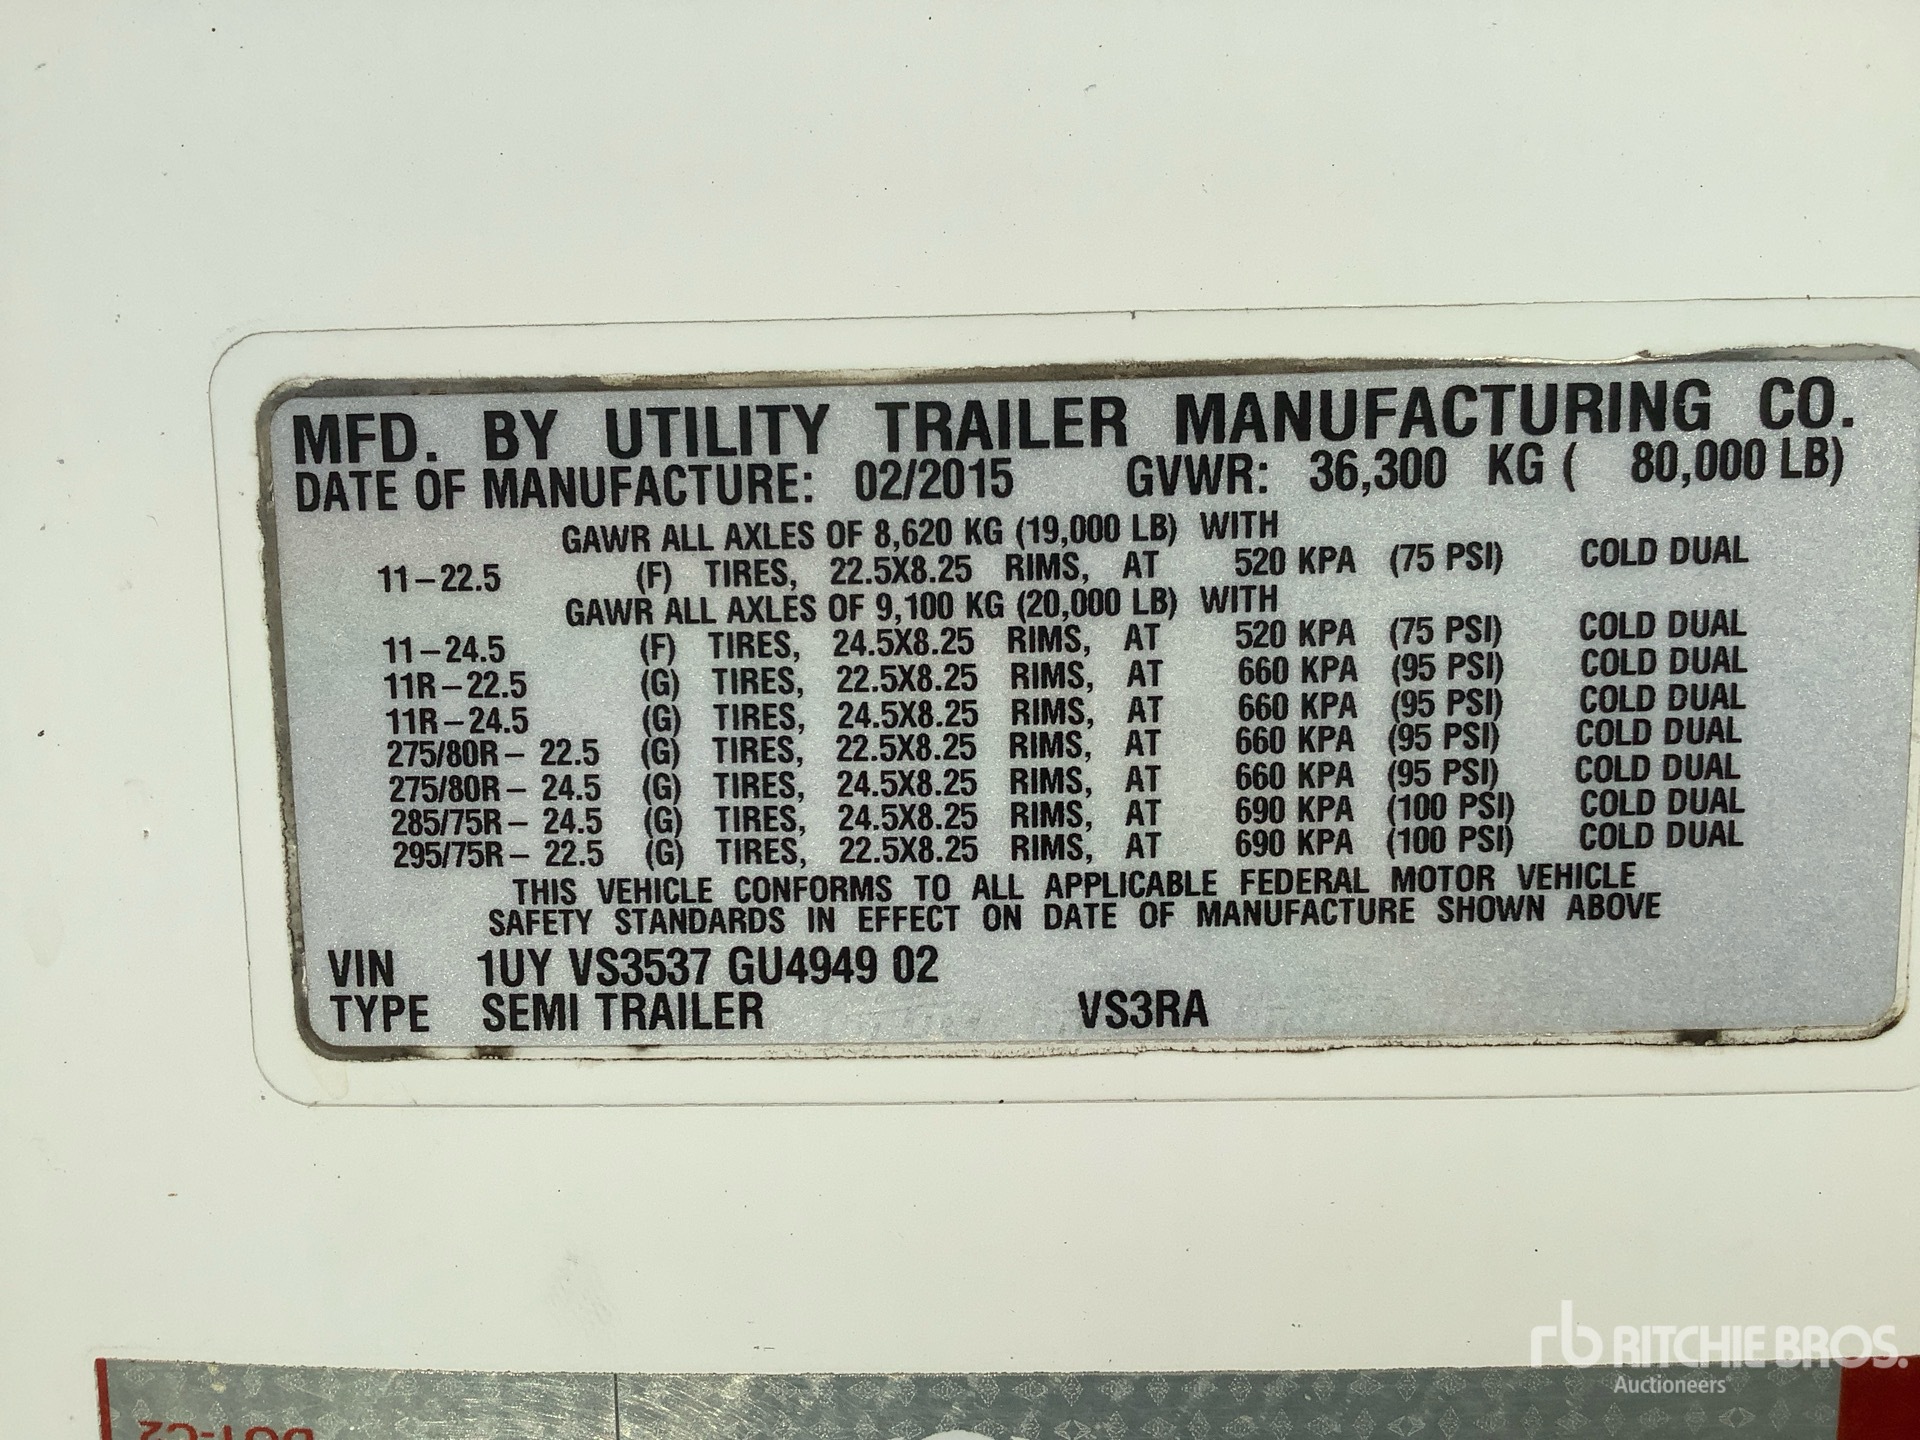 MFD. BY UTILITY TRAILER MANUFACTURING CO.
DATE OF MANUFACTURE: 02/2015 GVWR: 36,300 KG ( 80,000 LB)
GAWR ALL AXLES OF 8,620 KG (19,000 LB) WITH
11-22.5 (F) TIRES, 22.5X8.25 RIMS, AT 520 KPA (75 PSI) COLD DUAL
GAWR ALL AXLES OF 9,100 KG (20,000 LB) WITH
11-24.5 (F) TIRES, 24.5X8.25 RIMS, AT 520 KPA (75 PSI) COLD DUAL
11R-22.5 (G) TIRES, 22.5X8.25 RIMS, AT 660 KPA (95 PSI) COLD DUAL
11R-24.5 (G) TIRES, 24.5X8.25 RIMS, AT 660 KPA (95 PSI) COLD DUAL
275/80R- 22.5 (G) TIRES, 22.5X8.25 RIMS, AT 660 KPA (95 PSI) COLD DUAL
275/80R- 24.5 (G) TIRES, 24.5X8.25 RIMS, AT 660 KPA (95 PSI) COLD DUAL
285/75R- 24.5 (G) TIRES, 24.5X8.25 RIMS, AT 690 KPA (100 PSI) COLD DUAL
295/75R- 22.5 (G) TIRES, 22.5X8.25 RIMS, AT 690 KPA (100 PSI) COLD DUAL
THIS VEHICLE CONFORMS TO ALL APPLICABLE FEDERAL MOTOR VEHICLE
SAFETY STANDARDS IN EFFECT ON DATE OF MANUFACTURE SHOWN ABOVE
VIN 1UY VS3537 GU4949 02
TYPE SEMI TRAILER VS3RA
rb RITCHIE BROS.
Auctioneers
DOT-C2